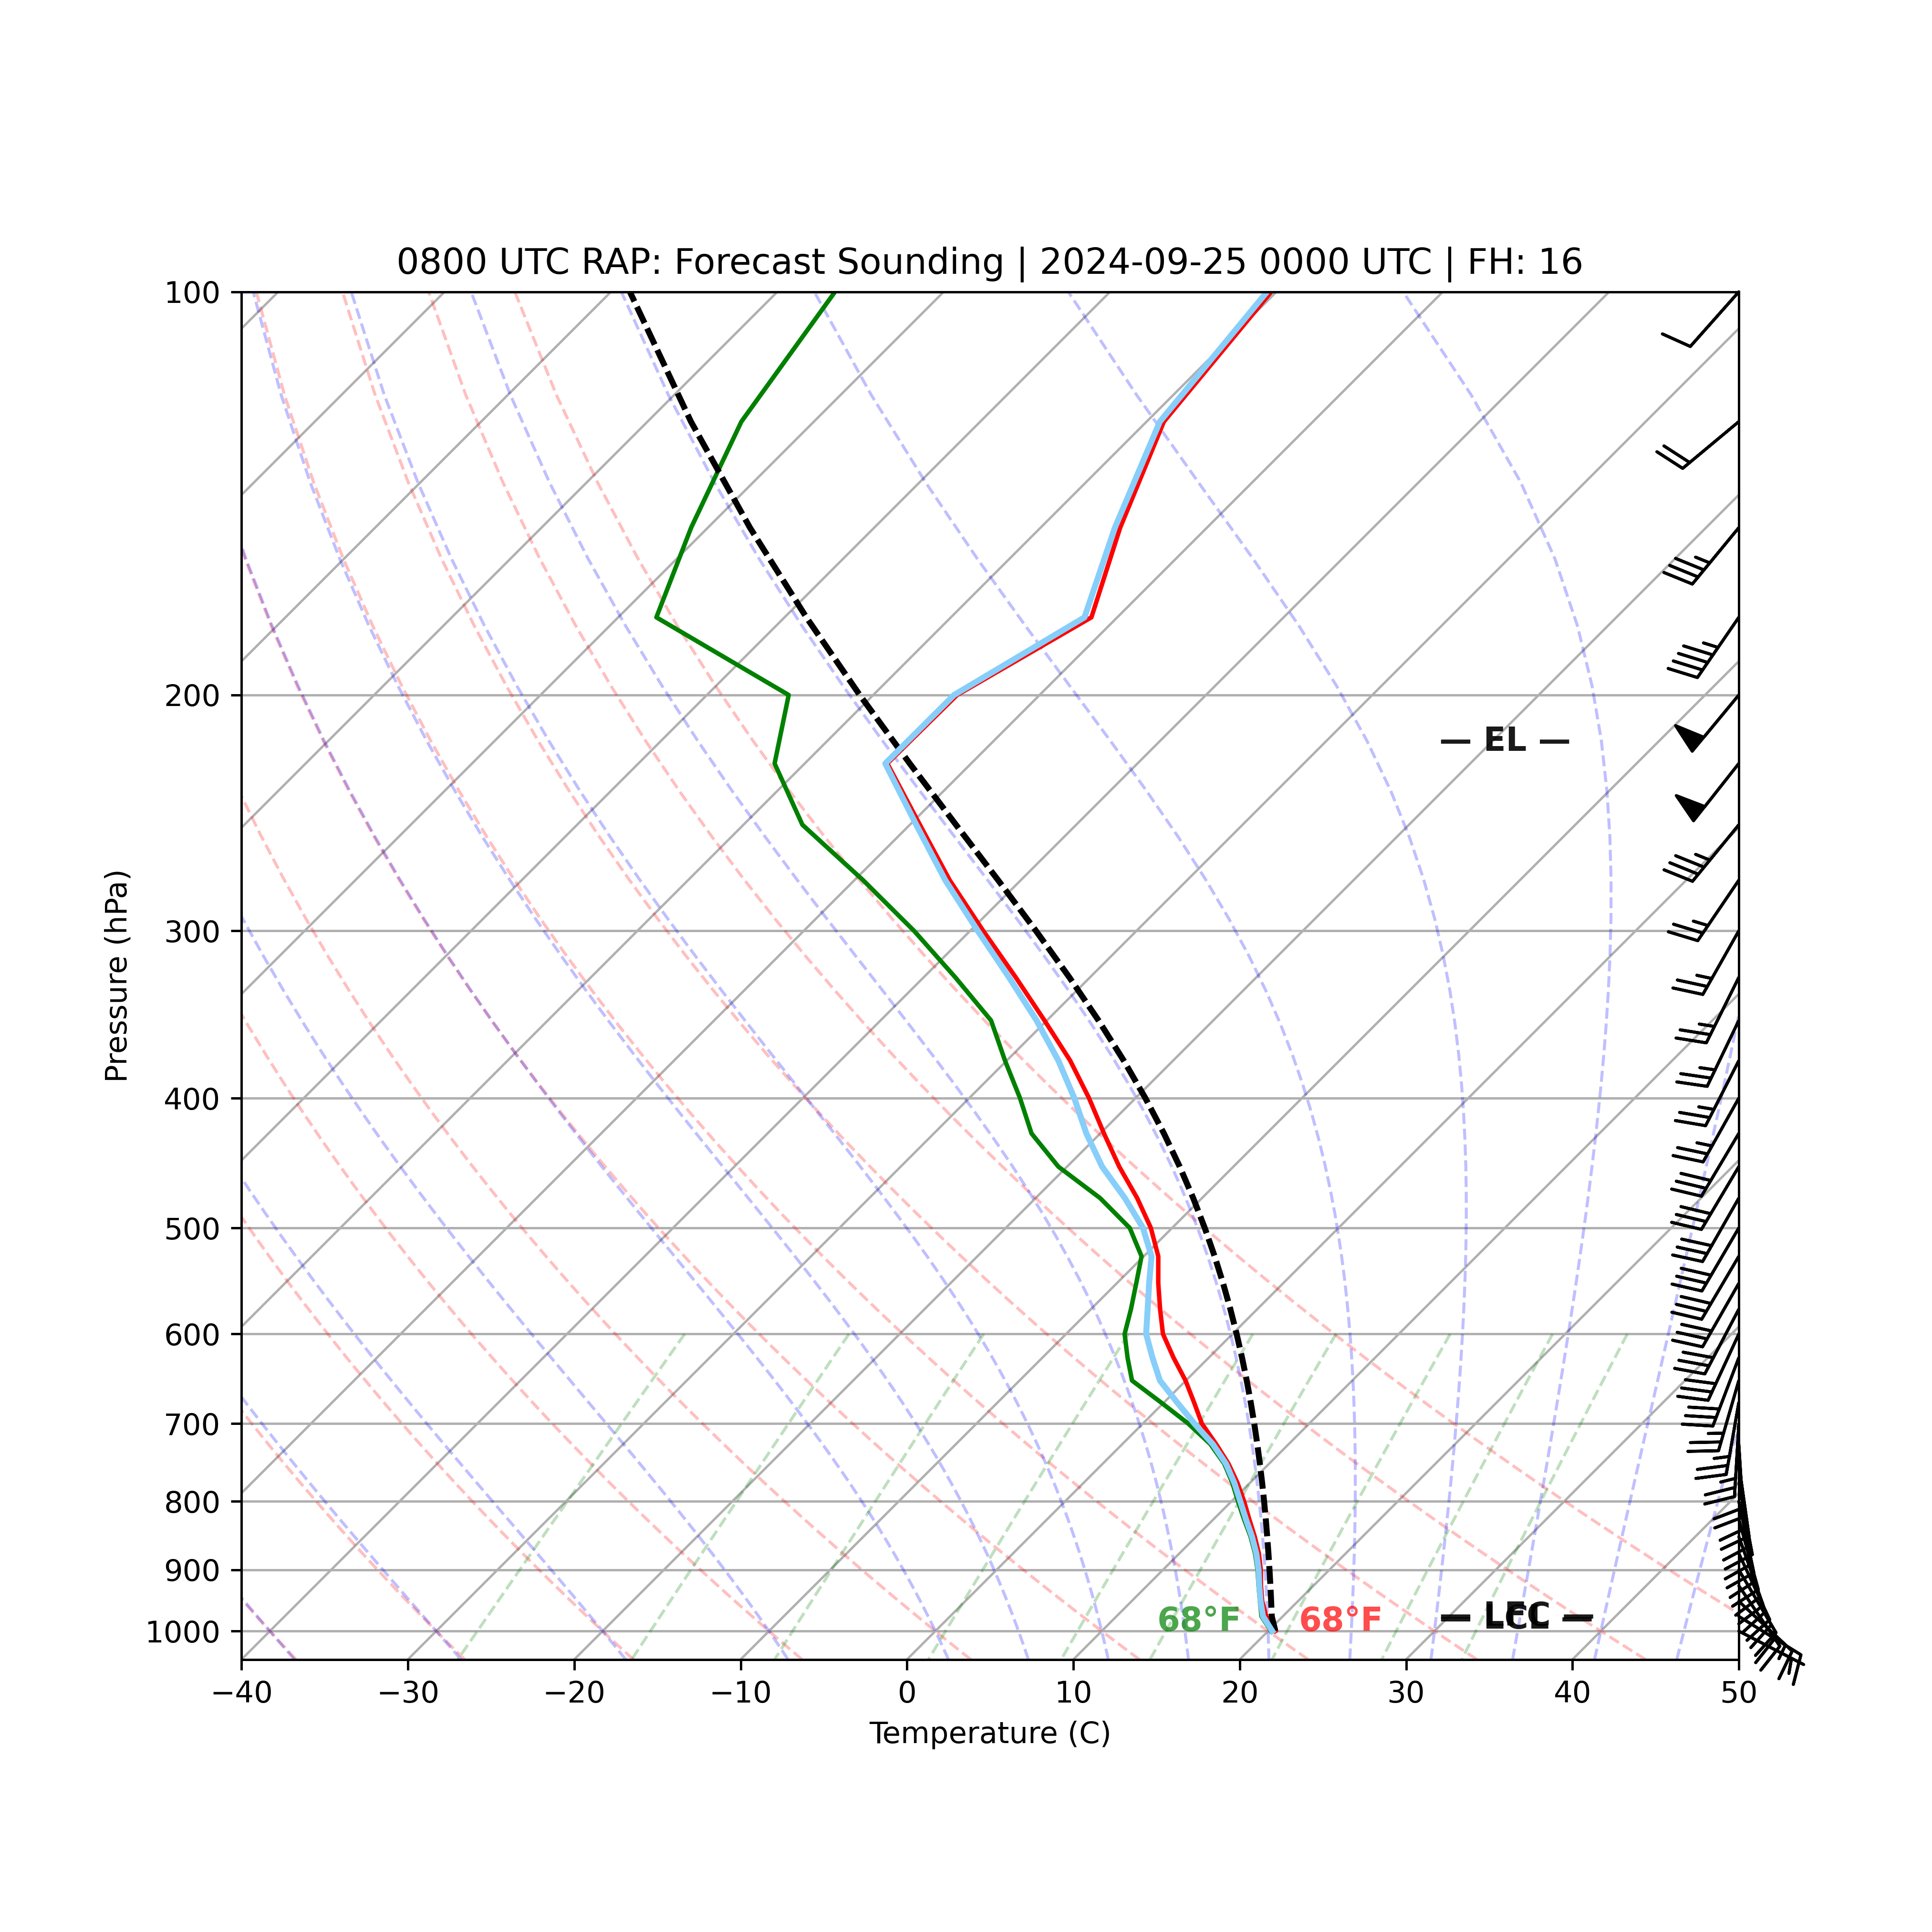 0800 UTC RAP: Forecast Sounding | 2024-09-25 0000 UTC | FH: 16
100
200
— EL —
Pressure (hPa)
300
400
500
600
700
800
900
68°F 68°F
1000
−40 −30 −20 −10 0 10 20 30 40 50
Temperature (C)